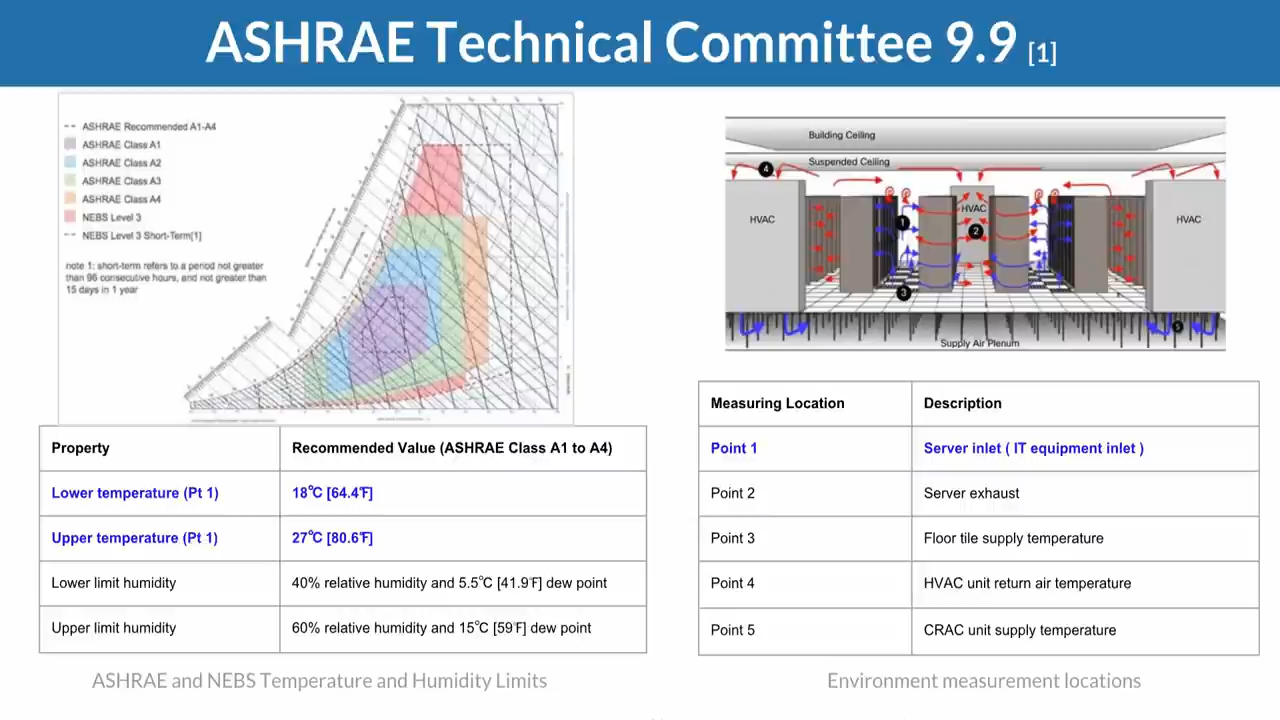 ASHRAE Technical Committee 9.9 [1]
ASHRAE Recommended A1-A4
ASHRAE Class A1
ASHRAE Class A2
ASHRAE Class A3
ASHRAE Class A4
NEBS Level 3
NEBS Level 3 Short-Term[1]
note 1: short-term refers to a period not greater
than 96 consecutive hours, and not greater than
15 days in 1 year
Building Ceiling
Suspended Ceiling
4
HVAC
HVAC
HVAC
1
2
3
5
Supply Air Plenum
Property
Recommended Value (ASHRAE Class A1 to A4)
Lower temperature (Pt 1)
18℃ [64.4℉]
Upper temperature (Pt 1)
27℃ [80.6℉]
Lower limit humidity
40% relative humidity and 5.5℃ [41.9℉] dew point
Upper limit humidity
60% relative humidity and 15℃ [59℉] dew point
ASHRAE and NEBS Temperature and Humidity Limits
Measuring Location
Description
Point 1
Server inlet ( IT equipment inlet )
Point 2
Server exhaust
Point 3
Floor tile supply temperature
Point 4
HVAC unit return air temperature
Point 5
CRAC unit supply temperature
Environment measurement locations